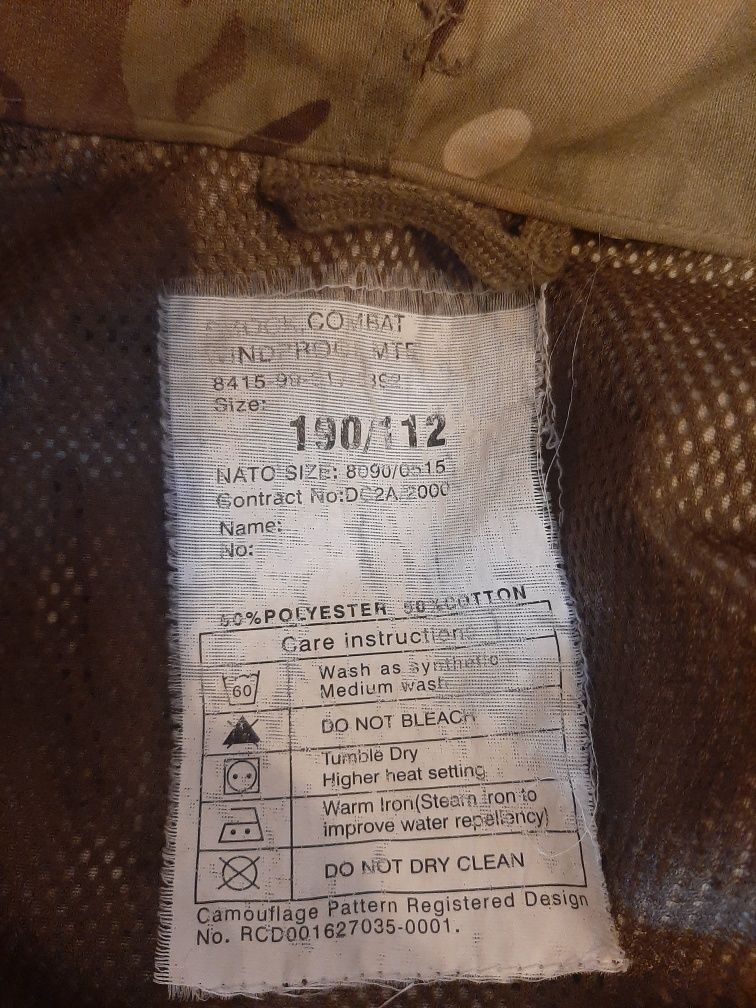 COMBAT
MTP
8415-99-
Size:
190/112
NATO SIZE: 8090/0515
Contract No:DC2A/2000
Name:
No:
50%POLYESTER 50%COTTON
Care instructions
60
Wash as synthetic
Medium wash
DO NOT BLEACH
Tumble Dry
Higher heat setting
Warm Iron(Steam iron to
improve water repellency)
DO NOT DRY CLEAN
Camouflage Pattern Registered Design
No. RCD001627035-0001.